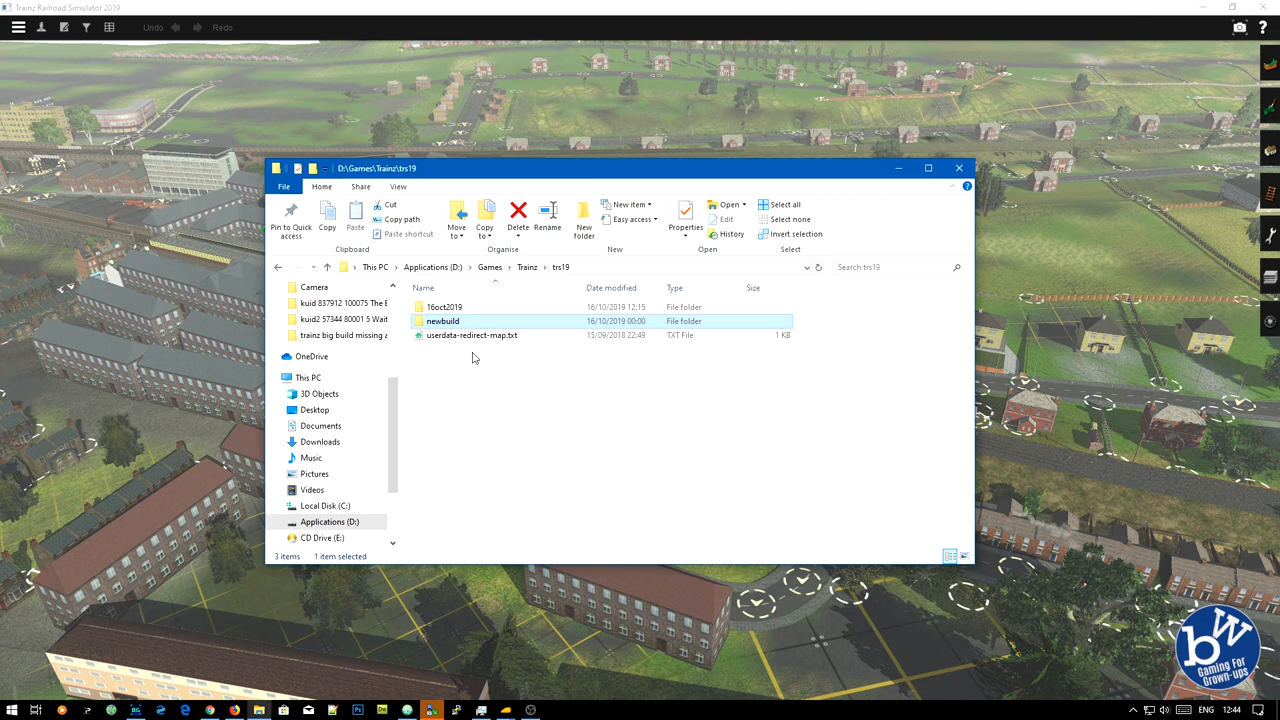 Trainz Railroad Simulator 2019
Undo Redo
D:\Games\Trainz\trs19
File Home Share View
Pin to Quick access
Copy
Paste
Cut
Copy path
Paste shortcut
Clipboard
Move to
Copy to
Delete
Rename
Organise
New folder
New item
Easy access
New
Properties
Open
Edit
History
Open
Select all
Select none
Invert selection
Select
This PC > Applications (D:) > Games > Trainz > trs19
Search trs19
Name Date modified Type Size
16oct2019 16/10/2019 12:15 File folder
newbuild 16/10/2019 00:00 File folder
userdata-redirect-map.txt 15/09/2018 22:49 TXT File 1 KB
Camera
kuid 837912 100075 The E
kuid2 57344 80001 5 Wait
trainz big build missing a
OneDrive
This PC
3D Objects
Desktop
Documents
Downloads
Music
Pictures
Videos
Local Disk (C:)
Applications (D:)
CD Drive (E:)
3 items 1 item selected
bW
Gaming For
Grown-ups
ENG 12:44